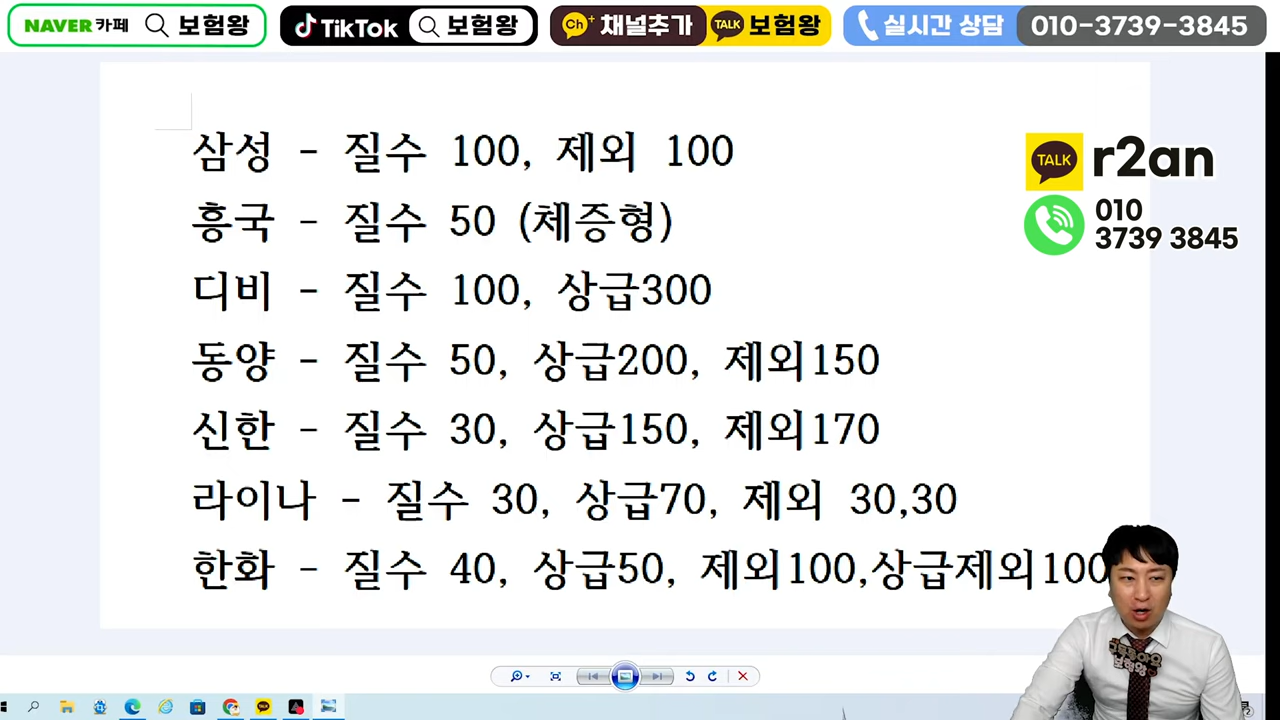 NAVER 카페 보험왕 TikTok 보험왕 Ch+ 채널추가 TALK 보험왕 실시간 상담 010-3739-3845
삼성 - 질수 100, 제외 100
TALK r2an
흥국 - 질수 50 (체증형)
010
3739 3845
디비 - 질수 100, 상급300
동양 - 질수 50, 상급200, 제외150
신한 - 질수 30, 상급150, 제외170
라이나 - 질수 30, 상급70, 제외 30,30
한화 - 질수 40, 상급50, 제외100,상급제외100
보험왕